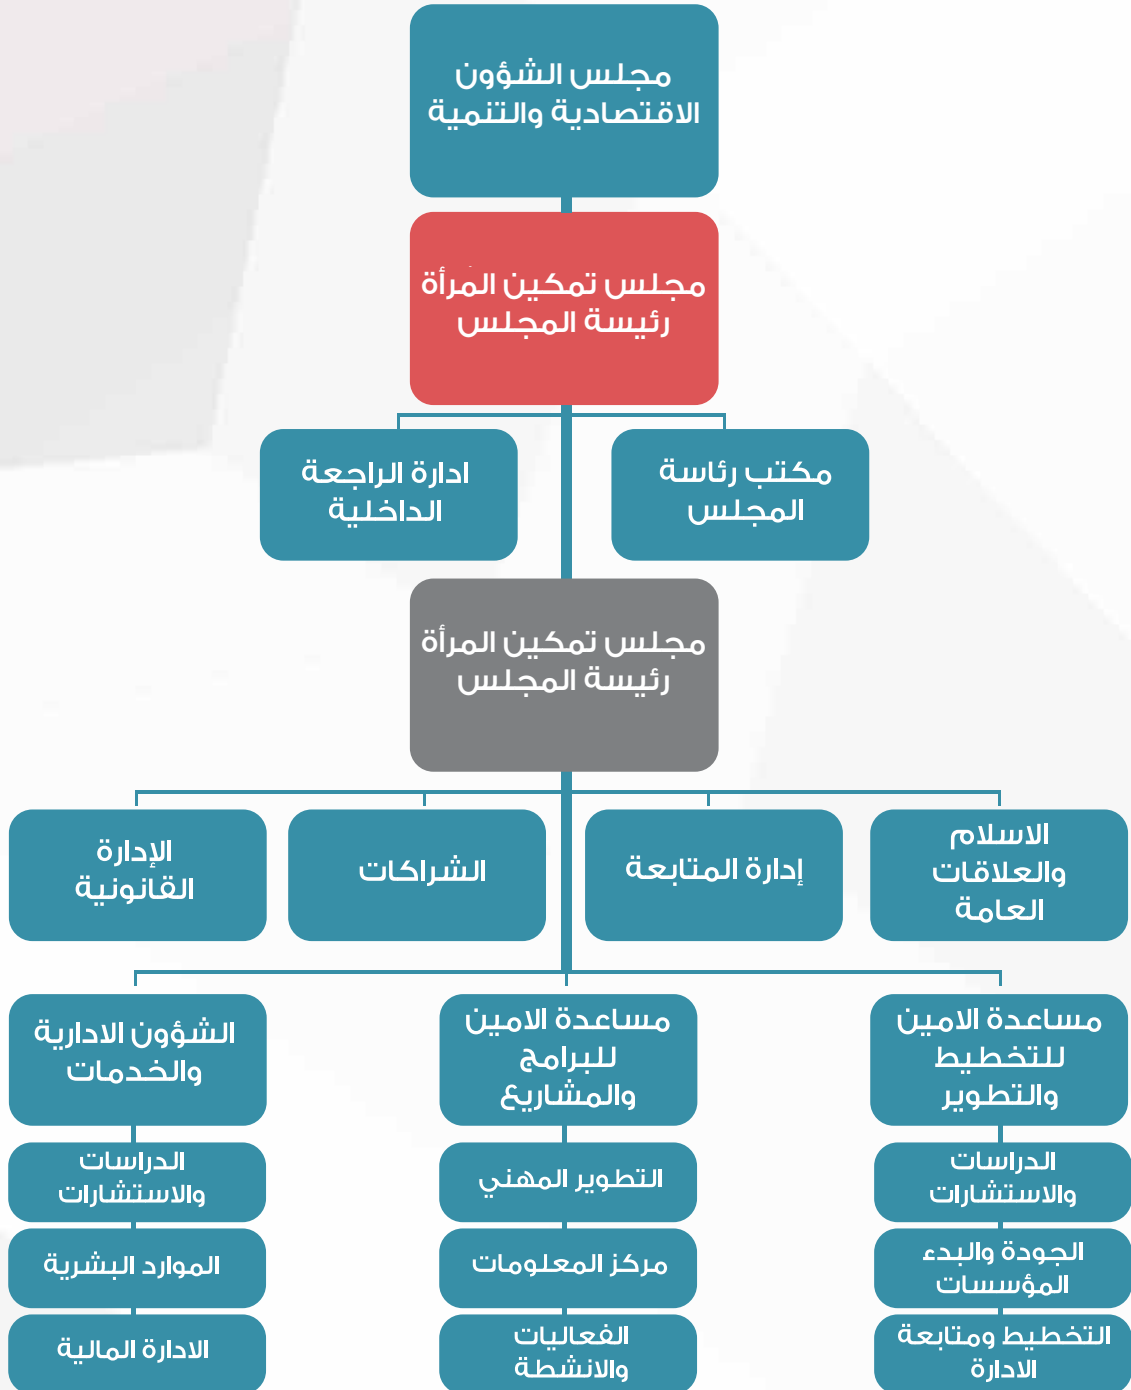 مجلس الشؤون
الاقتصادية والتنمية
مجلس تمكين المرأة
رئيسة المجلس
مكتب رئاسة
المجلس
ادارة الراجعة
الداخلية
مجلس تمكين المرأة
رئيسة المجلس
الاسلام
والعلاقات
العامة
إدارة المتابعة
الشراكات
الإدارة
القانونية
مساعدة الامين
للتخطيط
والتطوير
مساعدة الامين
للبرامج
والمشاريع
الشؤون الادارية
والخدمات
الدراسات
والاستشارات
التطوير المهني
الدراسات
والاستشارات
الجودة والبدء
المؤسسات
مركز المعلومات
الموارد البشرية
التخطيط ومتابعة
الادارة
الفعاليات
والانشطة
الادارة المالية